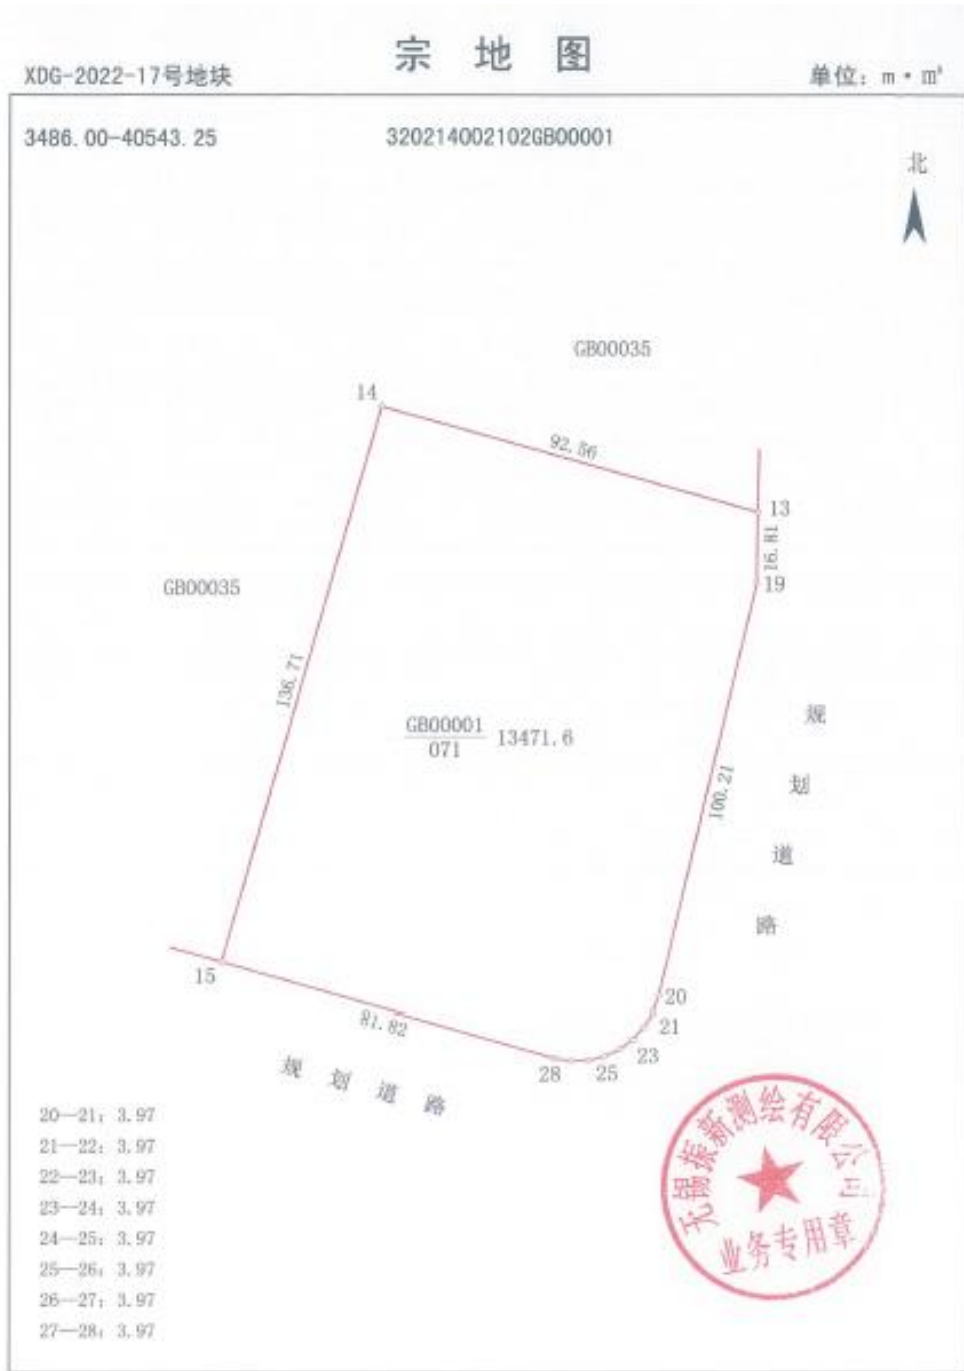 宗 地 图
XDG-2022-17号地块
单位：m·m²
3486.00-40543.25
320214002102GB00001
北
GB00035
14
92.56
13
16.81
19
GB00035
136.71
GB00001
071
13471.6
100.21
规
划
道
路
15
81.82
20
21
23
25
28
规 划 道 路
20—21：3.97
21—22：3.97
22—23：3.97
23—24：3.97
24—25：3.97
25—26：3.97
26—27：3.97
27—28：3.97
无锡振新测绘有限公司
业务专用章